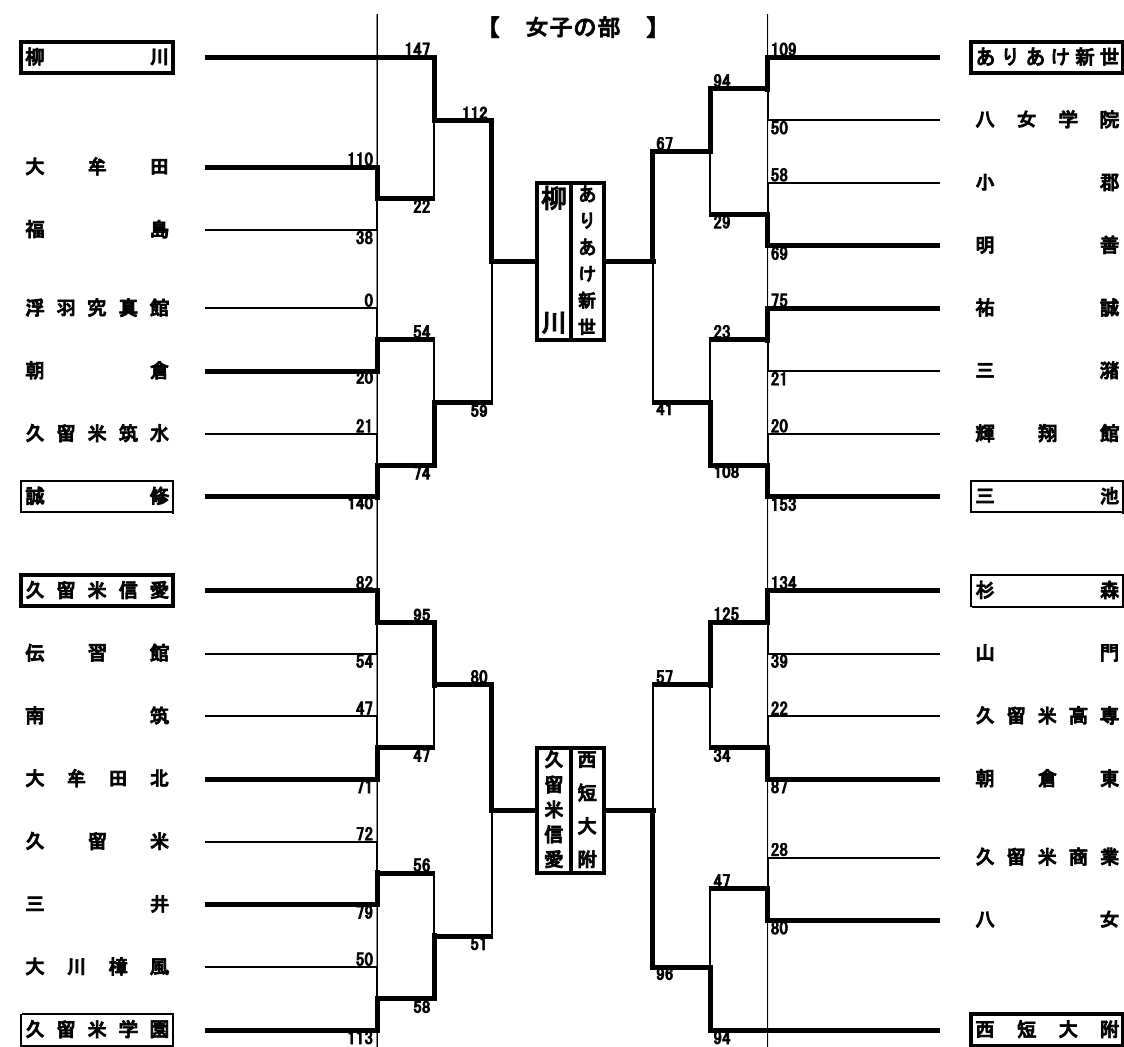 【　女子の部　】
柳川
147
112
大牟田
110
22
福島
38
浮羽究真館
0
54
朝倉
20
59
久留米筑水
21
74
誠修
140
柳川
ありあけ新世
109
ありあけ新世
94
67
八女学院
50
58
小郡
29
明善
69
75
祐誠
23
三潴
21
41
20
輝翔館
108
三池
153
久留米信愛
82
95
80
伝習館
54
南筑
47
47
大牟田北
71
久留米
72
56
三井
79
51
大川樟風
50
58
久留米学園
113
久留米信愛
西短大附
134
杉森
125
57
山門
39
22
久留米高専
34
朝倉東
87
28
久留米商業
47
八女
80
96
西短大附
94